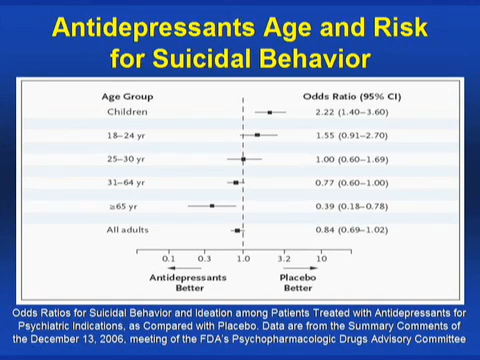 Antidepressants Age and Risk
for Suicidal Behavior
Age Group Odds Ratio (95% CI)
Children 2.22 (1.40–3.60)
18–24 yr 1.55 (0.91–2.70)
25–30 yr 1.00 (0.60–1.69)
31–64 yr 0.77 (0.60–1.00)
≥65 yr 0.39 (0.18–0.78)
All adults 0.84 (0.69–1.02)
0.1 0.3 1.0 3.2 10
Antidepressants Placebo
Better Better
Odds Ratios for Suicidal Behavior and Ideation among Patients Treated with Antidepressants for
Psychiatric Indications, as Compared with Placebo. Data are from the Summary Comments of
the December 13, 2006, meeting of the FDA's Psychopharmacologic Drugs Advisory Committee